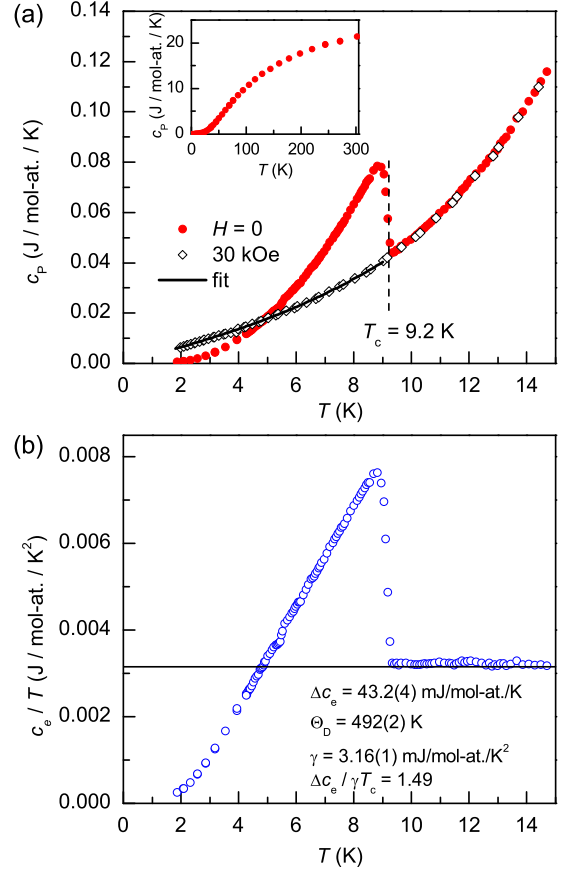 (a)
0.14
0.12
0.10
0.08
0.06
0.04
0.02
0.00
c_P (J / mol-at. / K)
20
10
0
c_P (J / mol-at. / K)
0 100 200 300
T (K)
H = 0
30 kOe
fit
T_c = 9.2 K
0 2 4 6 8 10 12 14
T (K)
(b)
0.008
0.006
0.004
0.002
0.000
c_e / T (J / mol-at. / K²)
Δc_e = 43.2(4) mJ/mol-at./K
Θ_D = 492(2) K
γ = 3.16(1) mJ/mol-at./K²
Δc_e / γT_c = 1.49
0 2 4 6 8 10 12 14
T (K)